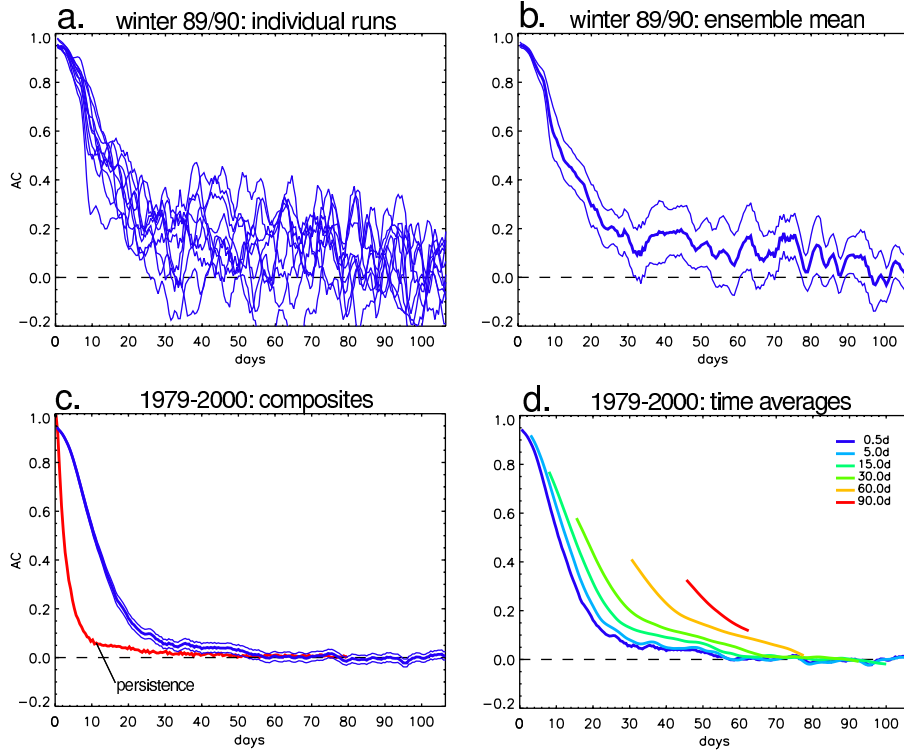 a. winter 89/90: individual runs
1.0
0.8
0.6
0.4
0.2
0.0
−0.2
AC
0 10 20 30 40 50 60 70 80 90 100
days
b. winter 89/90: ensemble mean
1.0
0.8
0.6
0.4
0.2
0.0
−0.2
0 10 20 30 40 50 60 70 80 90 100
days
c. 1979-2000: composites
1.0
0.8
0.6
0.4
0.2
0.0
−0.2
AC
persistence
0 10 20 30 40 50 60 70 80 90 100
days
d. 1979-2000: time averages
1.0
0.8
0.6
0.4
0.2
0.0
−0.2
0.5d
5.0d
15.0d
30.0d
60.0d
90.0d
0 10 20 30 40 50 60 70 80 90 100
days